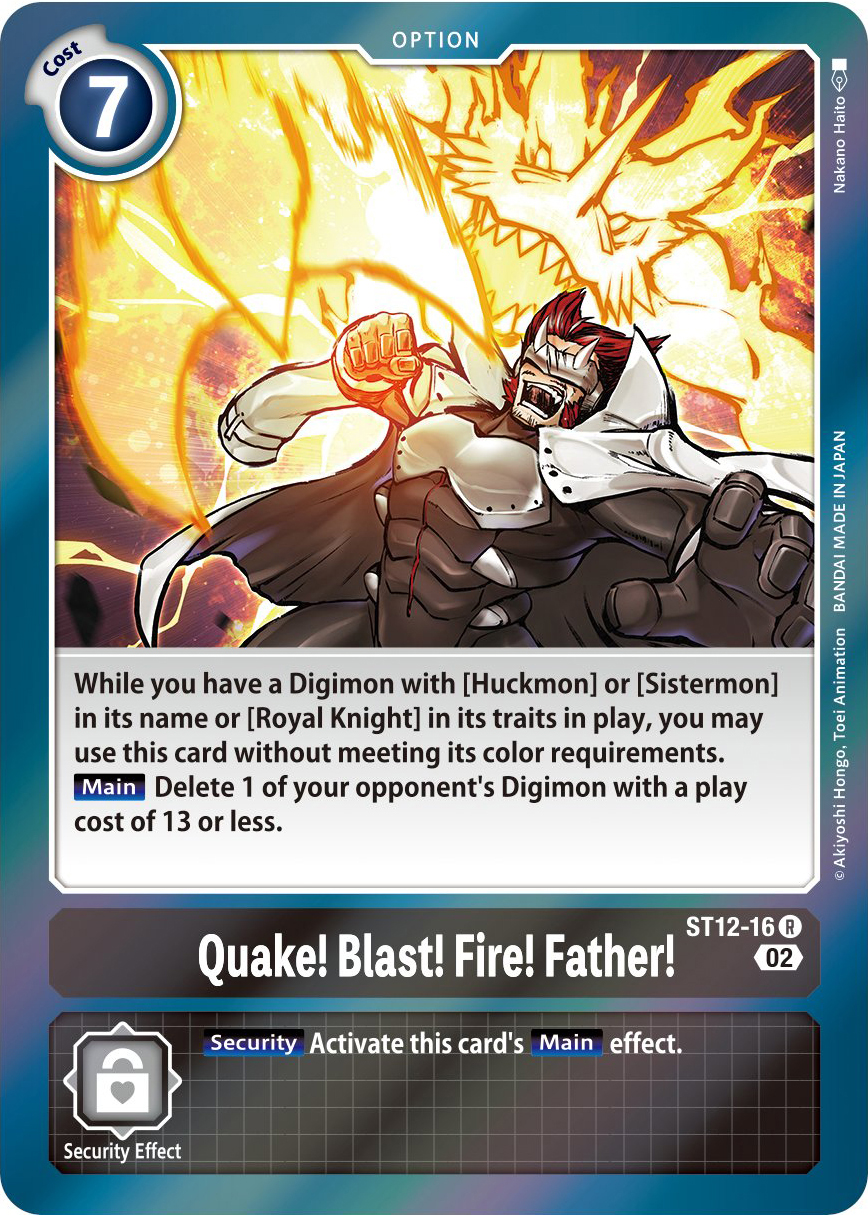 OPTION
Cost
7
Nakano Haito
While you have a Digimon with [Huckmon] or [Sistermon]
in its name or [Royal Knight] in its traits in play, you may
use this card without meeting its color requirements.
Main Delete 1 of your opponent's Digimon with a play
cost of 13 or less.
©Akiyoshi Hongo, Toei Animation BANDAI MADE IN JAPAN
ST12-16 R
Quake! Blast! Fire! Father!
02
Security Activate this card's Main effect.
Security Effect